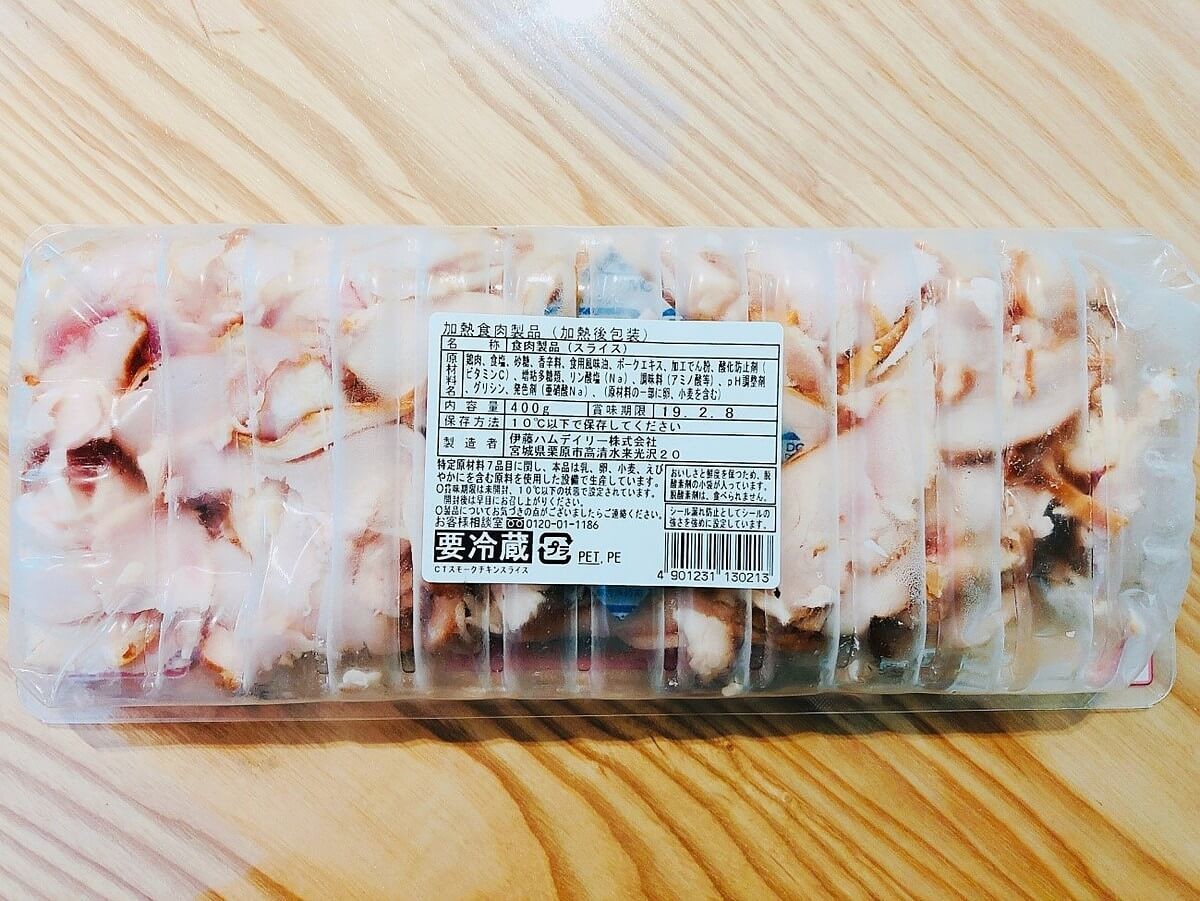 加熱食肉製品（加熱後包装）
名 称 食肉製品（スライス）
原材料名 鶏肉、食塩、砂糖、香辛料、食用風味油、ポークエキス、加工でん粉、酸化防止剤（
ビタミンC）、増粘多糖類、リン酸塩（Na）、調味料（アミノ酸等）、pH調整剤
、グリシン、発色剤（亜硝酸Na）、（原材料の一部に卵、小麦を含む）
内 容 量 400g 賞味期限 19.2.8
保存方法 10℃以下で保存してください
製 造 者 伊藤ハムデイリー株式会社
宮城県栗原市高清水来光沢20
特定原材料7品目に関し、本品は乳、卵、小麦、えび
やかにを含む原料を使用した設備で生産しています。
○賞味期限は未開封、10℃以下の状態で設定されています。
開封後は早目にお召し上がりください。
○製品についてお気づきの点がございましたらご連絡ください。
お客様相談室 0120-01-1186
おいしさと鮮度を保つため、脱
酸素剤の小袋が入っています。
脱酸素剤は、食べられません。
シール漏れ防止としてシールの
強さを強めに設定しています。
要冷蔵 プラ PET, PE
CTスモークチキンスライス
4 901231 130213